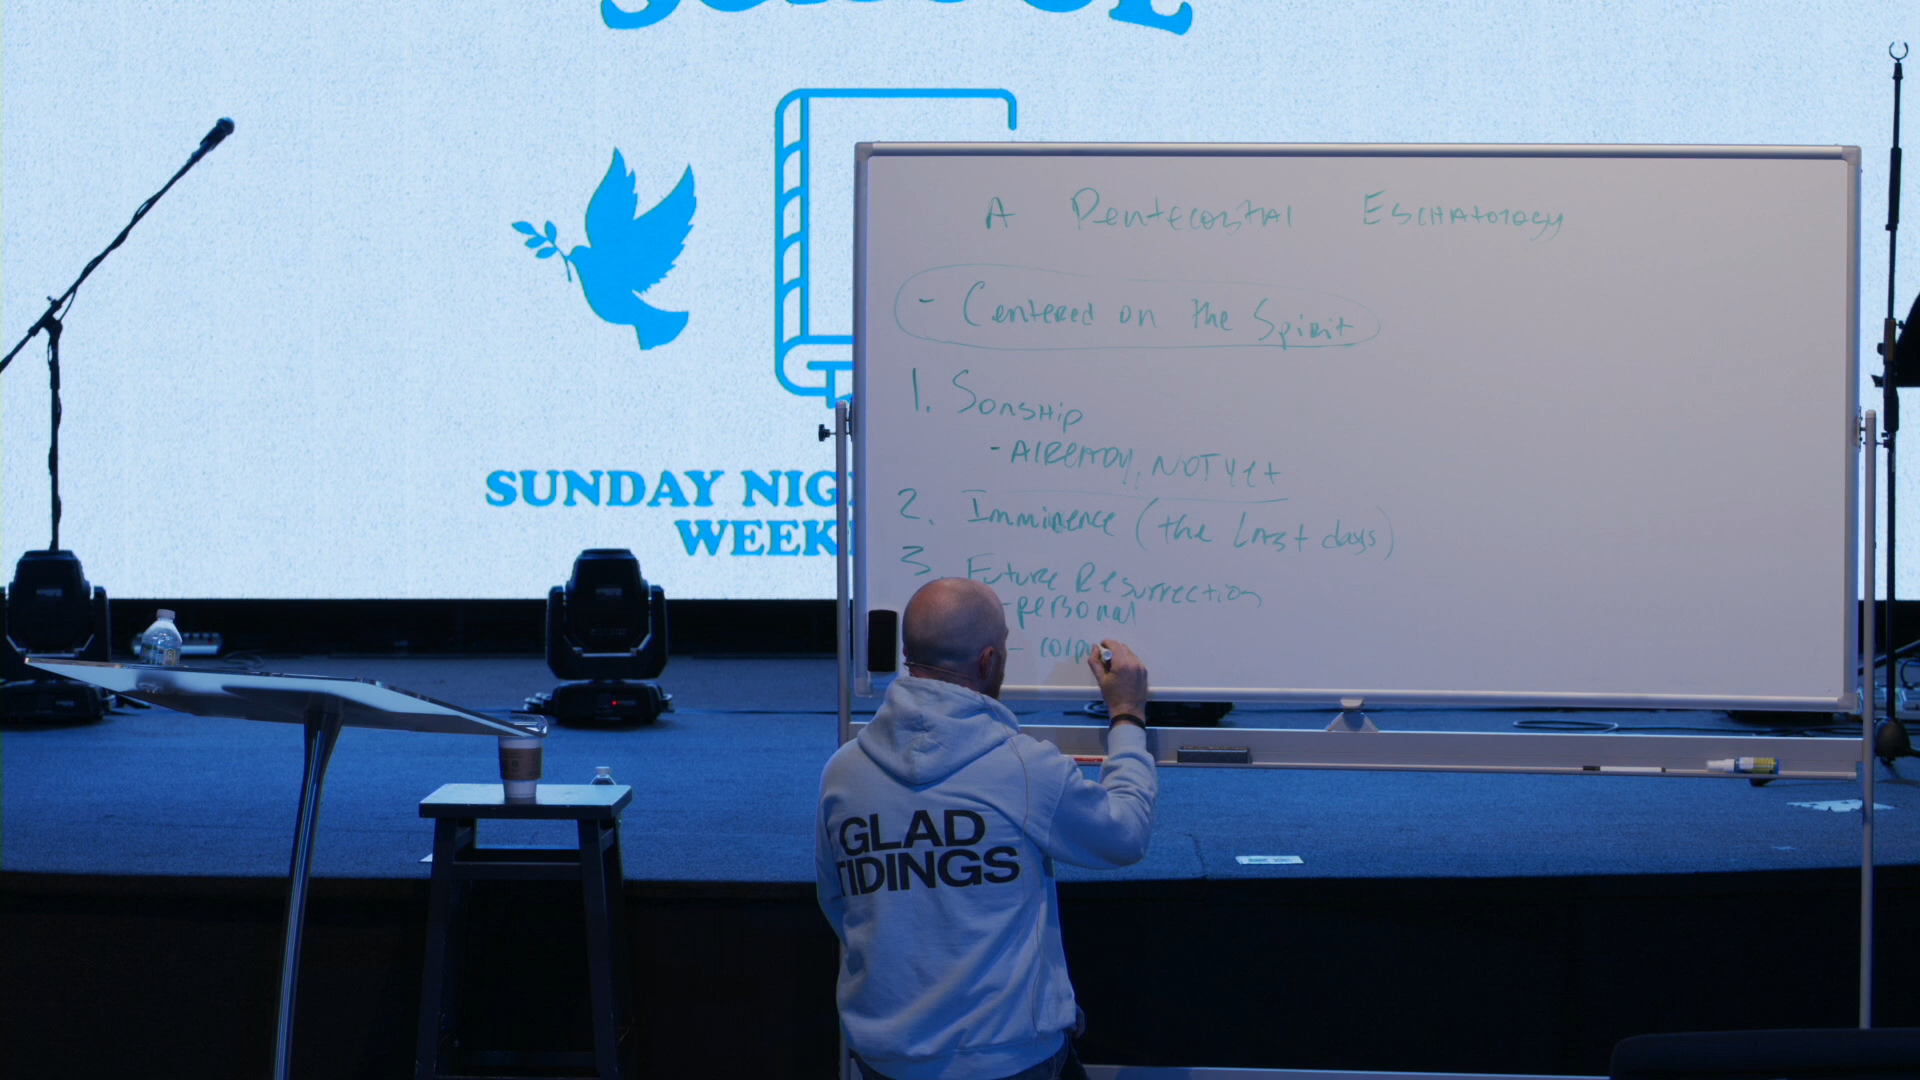 SUNDAY NIG
WEEK
A Pentecostal Eschatology
- Centered on the Spirit
1. Sonship
- Already, Not yet
2. Imminence (the Last days)
3. Future Resurrection
- personal
- corp
GLAD
TIDINGS